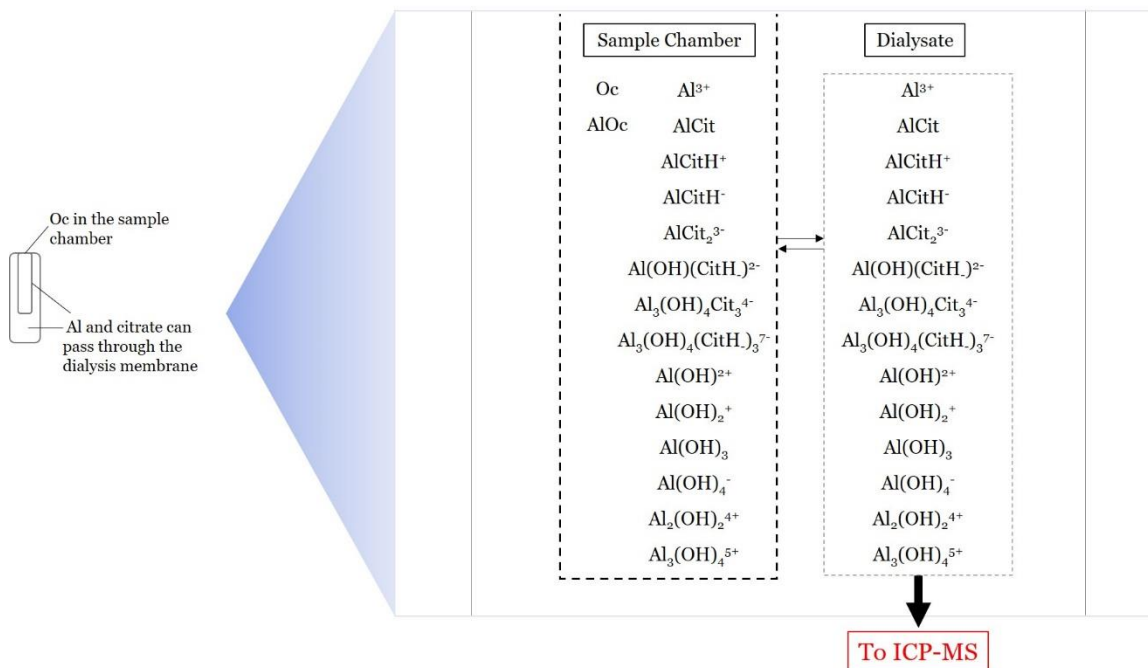 Sample Chamber
Dialysate
Oc Al³⁺ Al³⁺
AlOc AlCit AlCit
AlCitH⁺ AlCitH⁺
AlCitH⁻ AlCitH⁻
AlCit₂³⁻ AlCit₂³⁻
Al(OH)(CitH₋)²⁻ Al(OH)(CitH₋)²⁻
Al₃(OH)₄Cit₃⁴⁻ Al₃(OH)₄Cit₃⁴⁻
Al₃(OH)₄(CitH₋)₃⁷⁻ Al₃(OH)₄(CitH₋)₃⁷⁻
Al(OH)²⁺ Al(OH)²⁺
Al(OH)₂⁺ Al(OH)₂⁺
Al(OH)₃ Al(OH)₃
Al(OH)₄⁻ Al(OH)₄⁻
Al₂(OH)₂⁴⁺ Al₂(OH)₂⁴⁺
Al₃(OH)₄⁵⁺ Al₃(OH)₄⁵⁺
Oc in the sample
chamber
Al and citrate can
pass through the
dialysis membrane
To ICP-MS